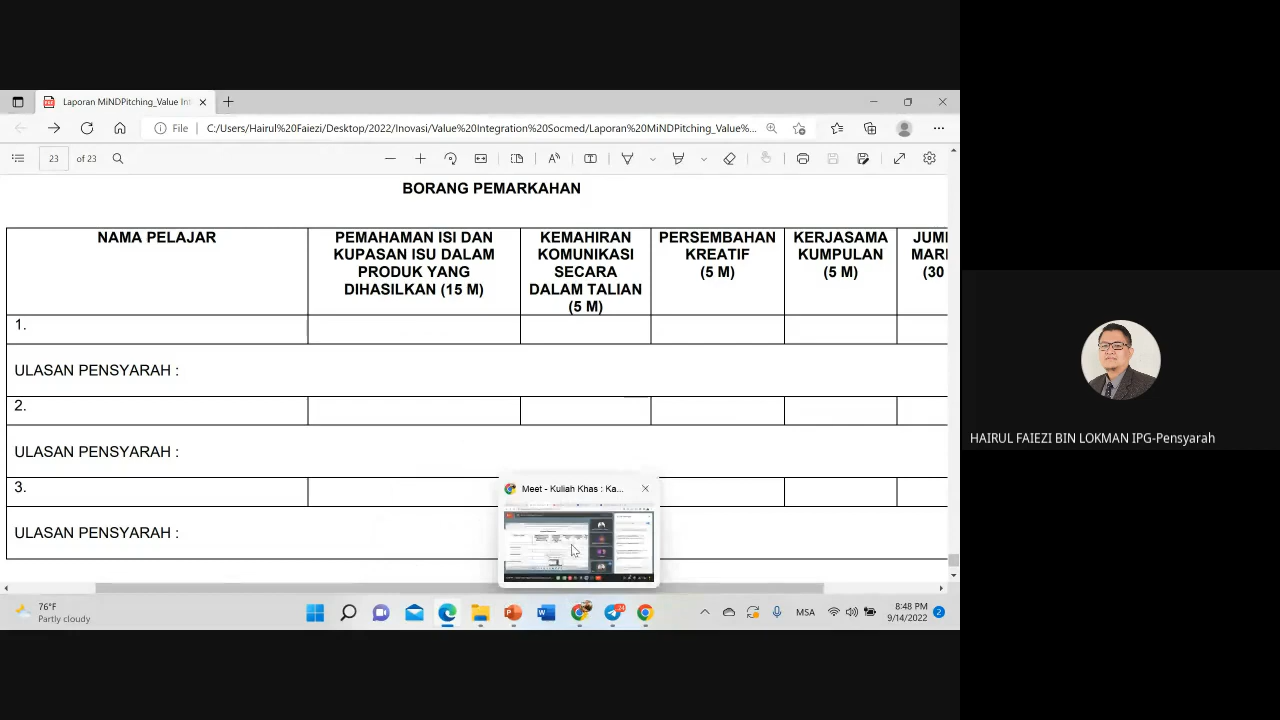 Laporan MiNDPitching_Value Int
File
C:/Users/Hairul%20Faiezi/Desktop/2022/Inovasi/Value%20Integration%20Socmed/Laporan%20MiNDPitching_Value%...
23 of 23
BORANG PEMARKAHAN
NAMA PELAJAR
PEMAHAMAN ISI DAN
KUPASAN ISU DALAM
PRODUK YANG
DIHASILKAN (15 M)
KEMAHIRAN
KOMUNIKASI
SECARA
DALAM TALIAN
(5 M)
PERSEMBAHAN
KREATIF
(5 M)
KERJASAMA
KUMPULAN
(5 M)
(30
1.
ULASAN PENSYARAH :
2.
ULASAN PENSYARAH :
3.
ULASAN PENSYARAH :
Meet - Kuliah Khas : Ka...
HAIRUL FAIEZI BIN LOKMAN IPG-Pensyarah
76°F
Partly cloudy
24
MSA
8:48 PM
9/14/2022
2